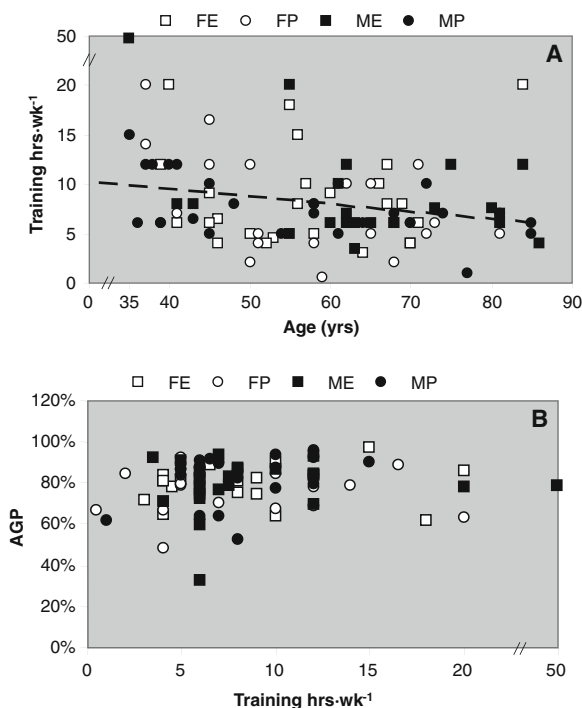 FE FP ME MP
A
50
20
15
10
5
0
Training hrs·wk⁻¹
0 35 40 50 60 70 80 90
Age (yrs)
FE FP ME MP
B
120%
100%
80%
60%
40%
20%
0%
AGP
0 5 10 15 20 50
Training hrs·wk⁻¹